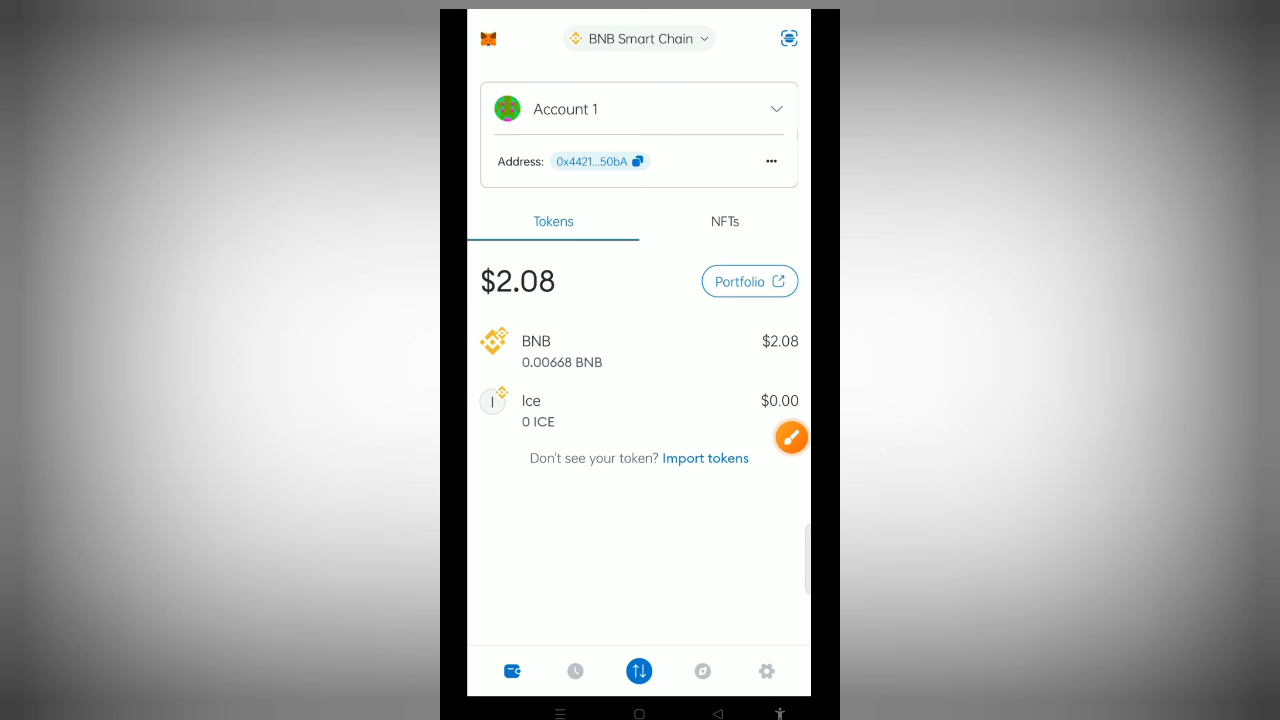 BNB Smart Chain
Account 1
Address: 0x4421...50bA
Tokens NFTs
$2.08 Portfolio
BNB $2.08
0.00668 BNB
I Ice $0.00
0 ICE
Don't see your token? Import tokens